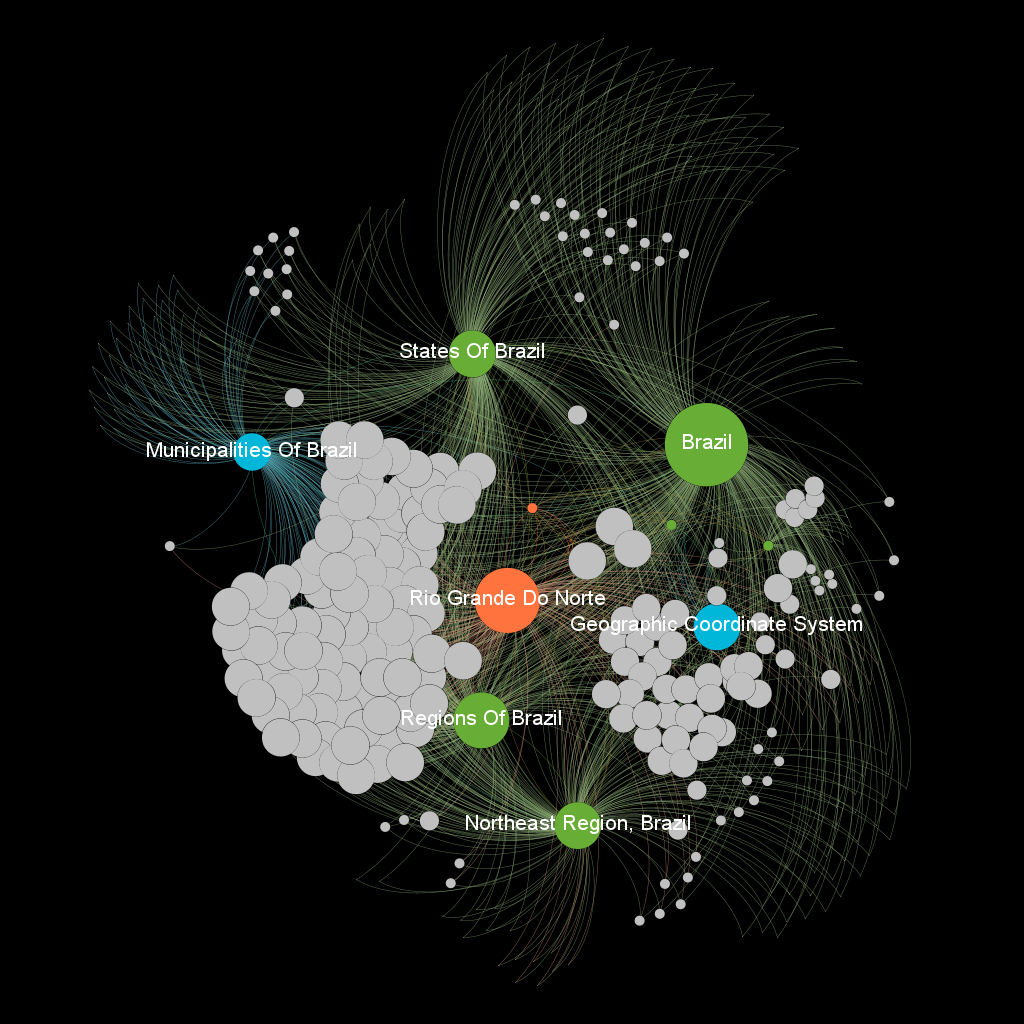 States Of Brazil
Brazil
Municipalities Of Brazil
Rio Grande Do Norte
Geographic Coordinate System
Regions Of Brazil
Northeast Region, Brazil